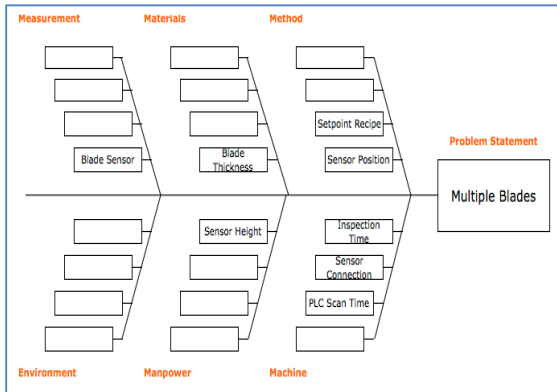 Measurement
Materials
Method
Setpoint Recipe
Problem Statement
Blade Sensor
Blade
Thickness
Sensor Position
Multiple Blades
Sensor Height
Inspection
Time
Sensor
Connection
PLC Scan Time
Environment
Manpower
Machine